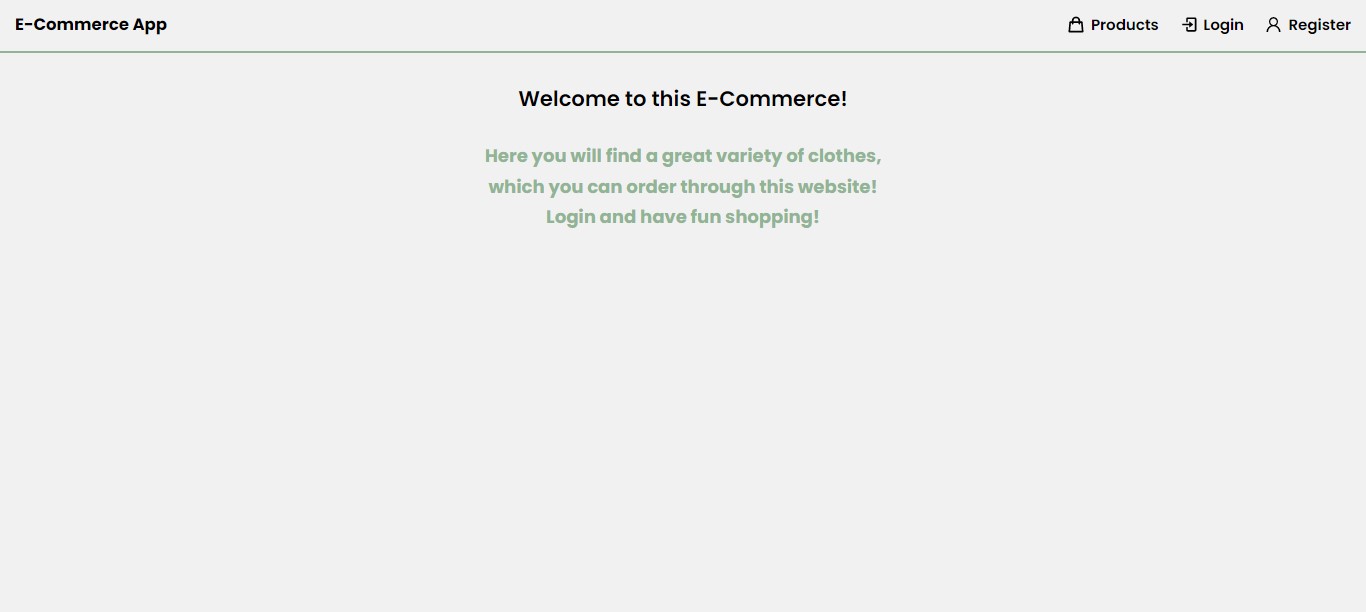 E-Commerce App
Products
Login
Register
Welcome to this E-Commerce!
Here you will find a great variety of clothes,
which you can order through this website!
Login and have fun shopping!